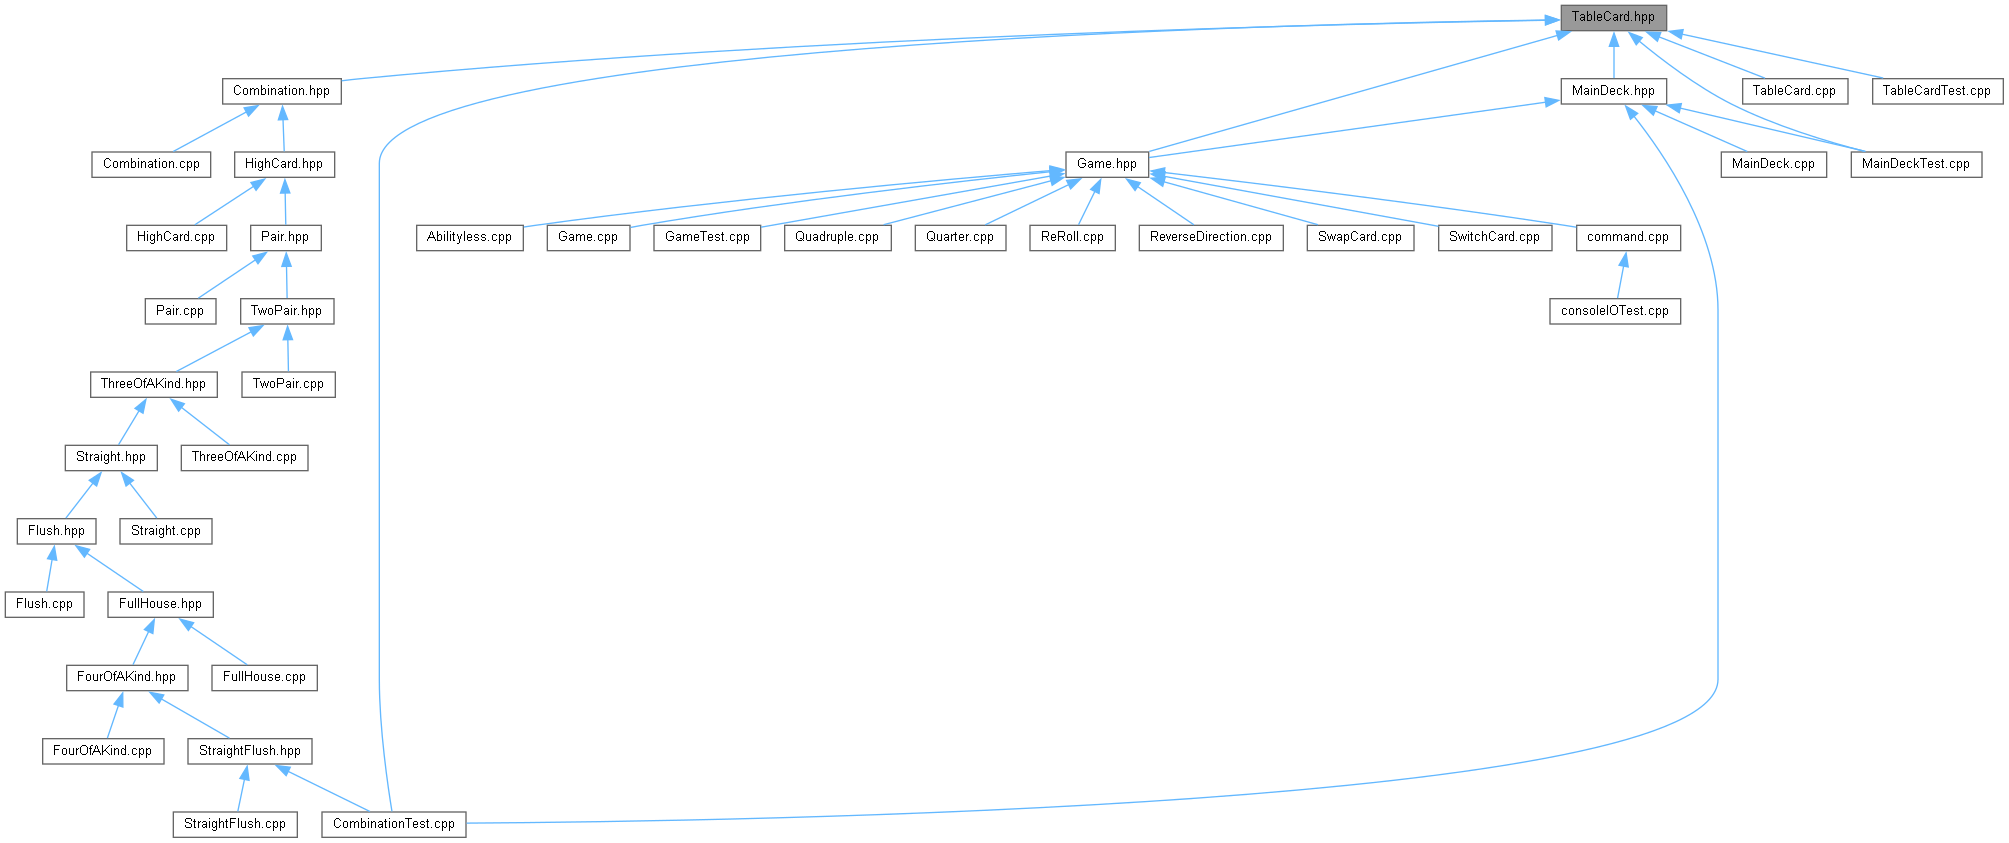 TableCard.hpp
Combination.hpp
MainDeck.hpp
TableCard.cpp
TableCardTest.cpp
Combination.cpp
HighCard.hpp
Game.hpp
MainDeck.cpp
MainDeckTest.cpp
HighCard.cpp
Pair.hpp
Abilityless.cpp
Game.cpp
GameTest.cpp
Quadruple.cpp
Quarter.cpp
ReRoll.cpp
ReverseDirection.cpp
SwapCard.cpp
SwitchCard.cpp
command.cpp
Pair.cpp
TwoPair.hpp
consoleIOTest.cpp
ThreeOfAKind.hpp
TwoPair.cpp
Straight.hpp
ThreeOfAKind.cpp
Flush.hpp
Straight.cpp
Flush.cpp
FullHouse.hpp
FourOfAKind.hpp
FullHouse.cpp
FourOfAKind.cpp
StraightFlush.hpp
StraightFlush.cpp
CombinationTest.cpp